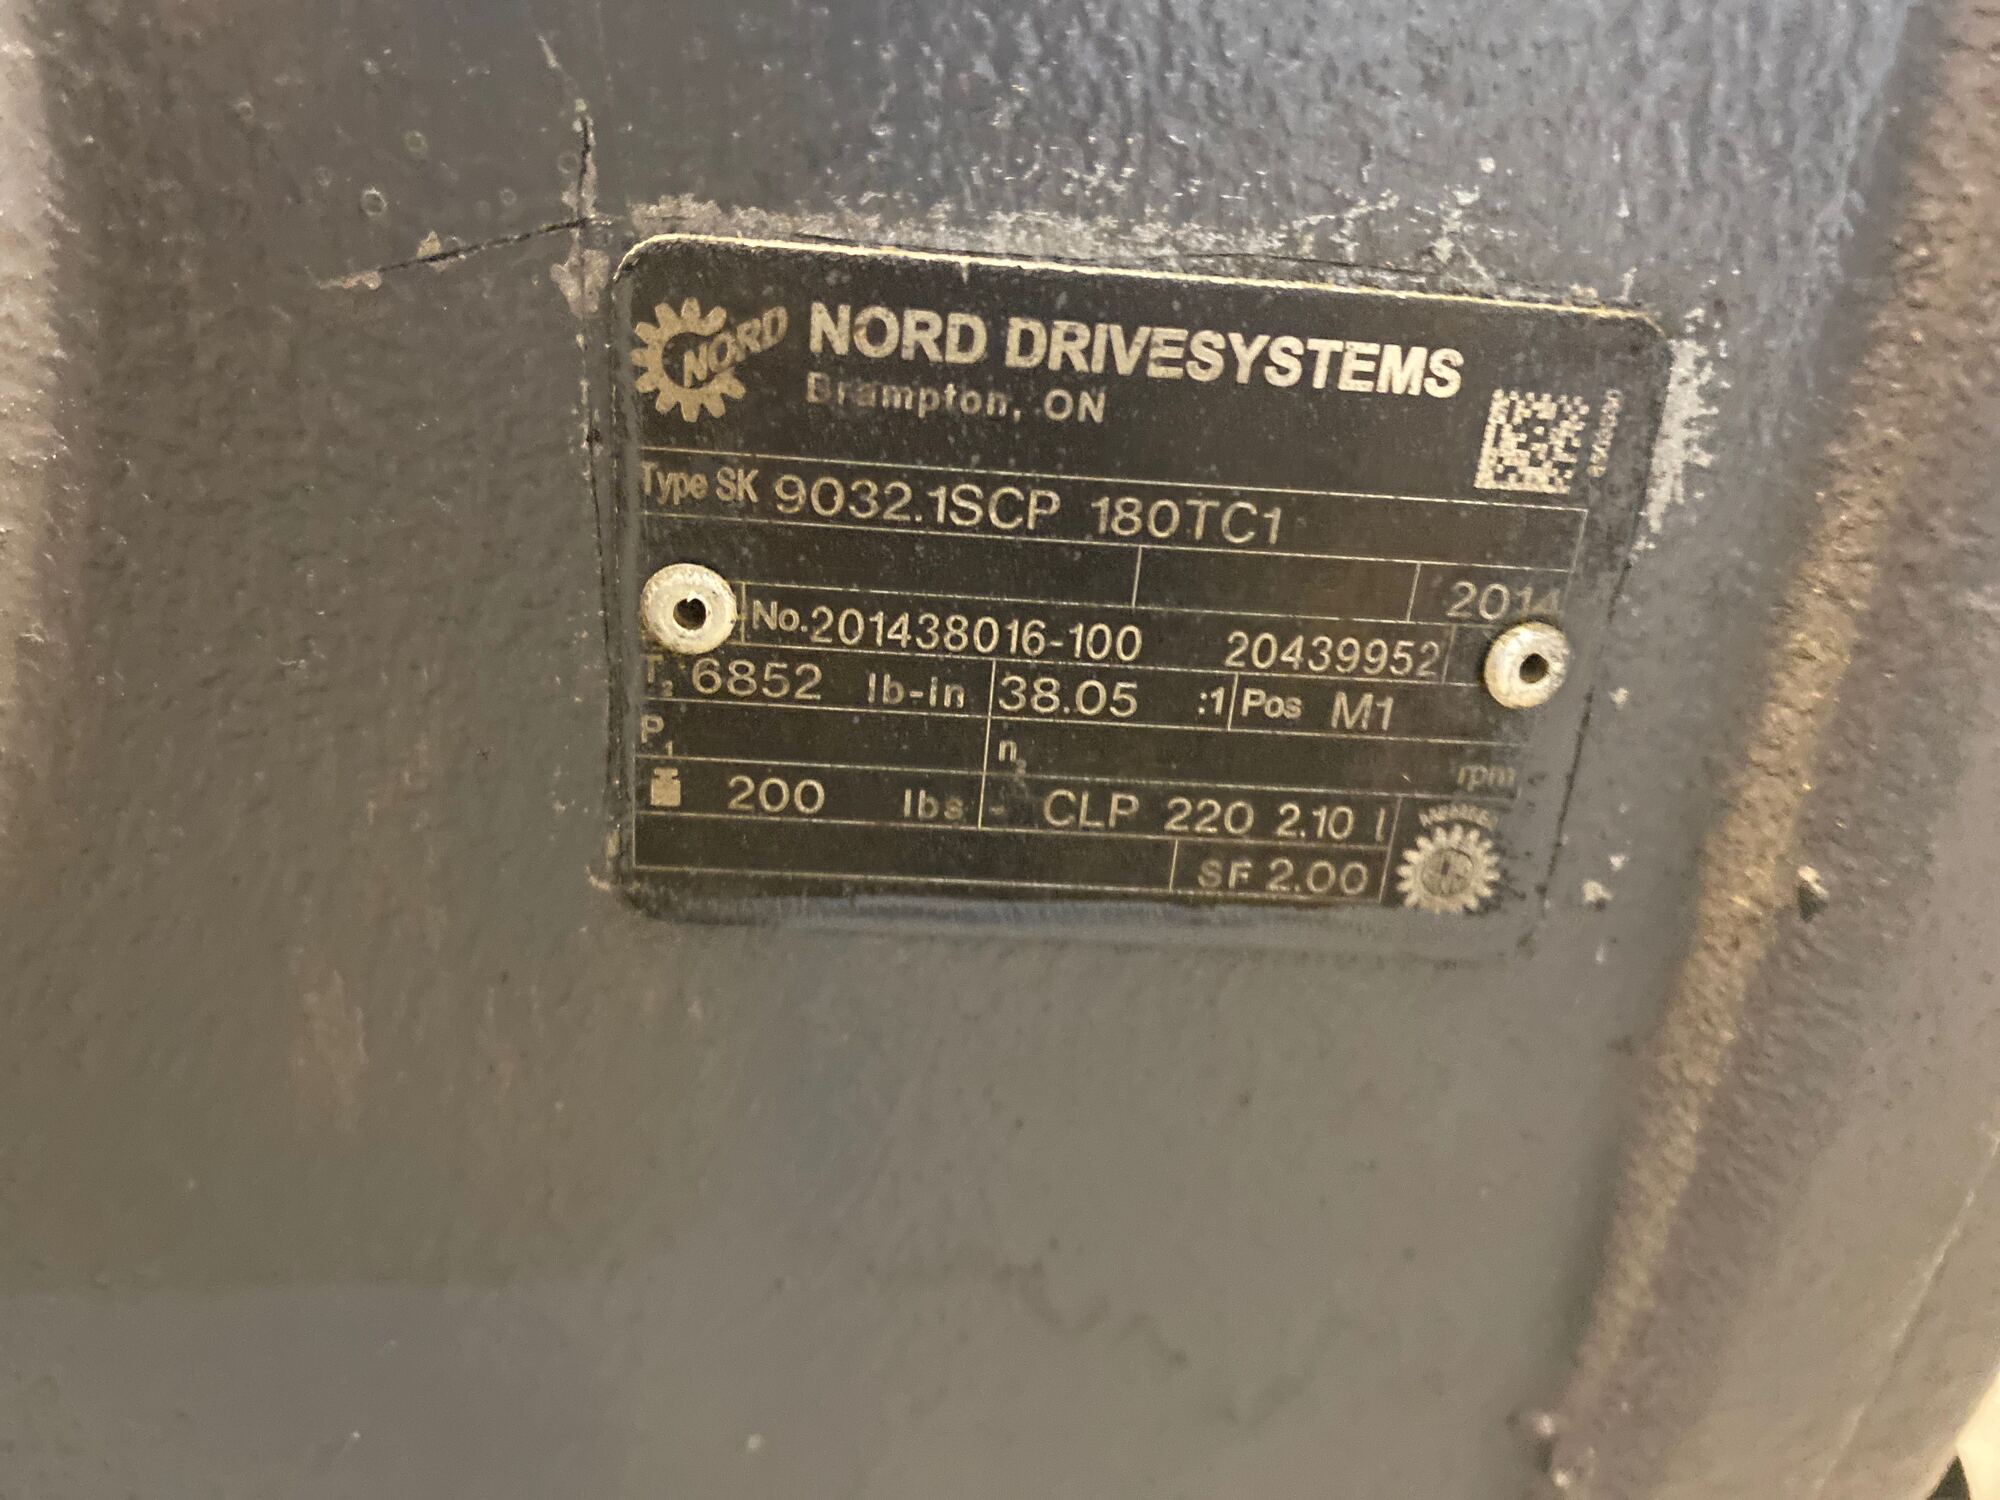 NORD NORD DRIVESYSTEMS
Brampton, ON
Type SK 9032.1SCP 180TC1
2014
No. 201438016-100 20439952
T2 6852 lb-in 38.05 :1 Pos M1
P1 n2 rpm
200 lbs - CLP 220 2.10 l
SF 2.00